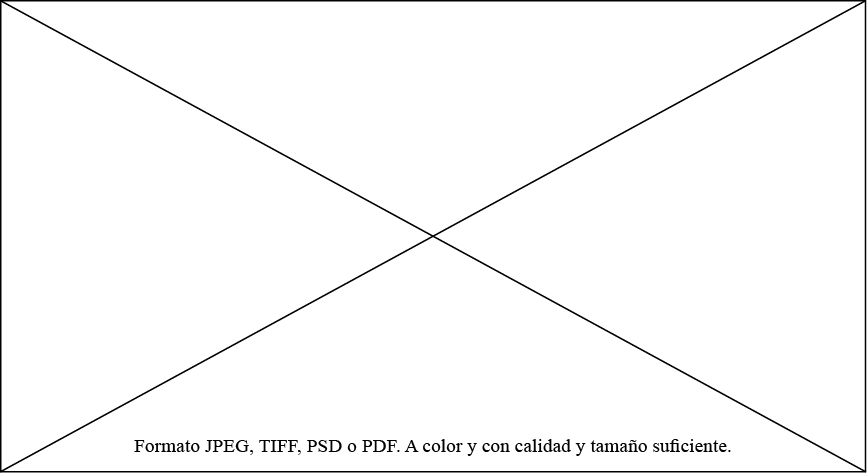 Formato JPEG, TIFF, PSD o PDF. A color y con calidad y tamaño suficiente.